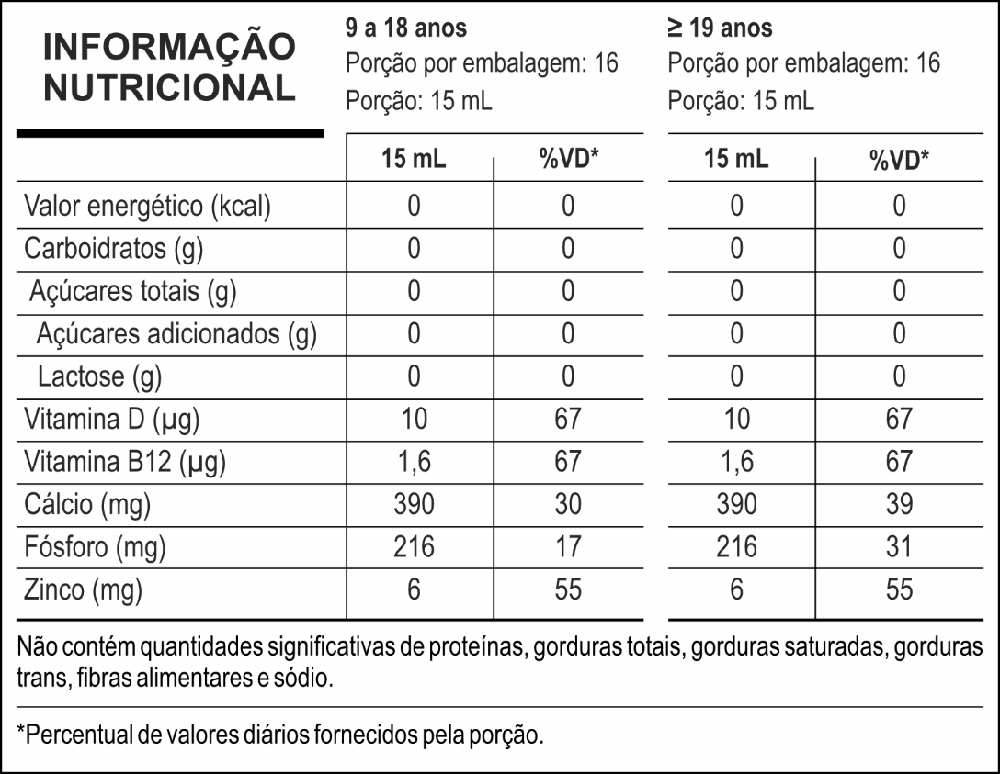 INFORMAÇÃO
NUTRICIONAL
9 a 18 anos
Porção por embalagem: 16
Porção: 15 mL
≥ 19 anos
Porção por embalagem: 16
Porção: 15 mL
15 mL %VD* 15 mL %VD*
Valor energético (kcal) 0 0 0 0
Carboidratos (g) 0 0 0 0
Açúcares totais (g) 0 0 0 0
Açúcares adicionados (g) 0 0 0 0
Lactose (g) 0 0 0 0
Vitamina D (µg) 10 67 10 67
Vitamina B12 (µg) 1,6 67 1,6 67
Cálcio (mg) 390 30 390 39
Fósforo (mg) 216 17 216 31
Zinco (mg) 6 55 6 55
Não contém quantidades significativas de proteínas, gorduras totais, gorduras saturadas, gorduras
trans, fibras alimentares e sódio.
*Percentual de valores diários fornecidos pela porção.